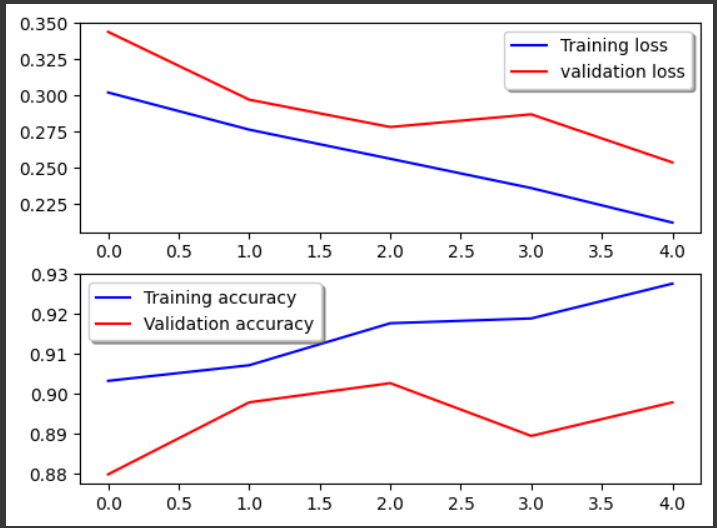 0.350
0.325
0.300
0.275
0.250
0.225
Training loss
validation loss
0.0 0.5 1.0 1.5 2.0 2.5 3.0 3.5 4.0
0.93
0.92
0.91
0.90
0.89
0.88
Training accuracy
Validation accuracy
0.0 0.5 1.0 1.5 2.0 2.5 3.0 3.5 4.0